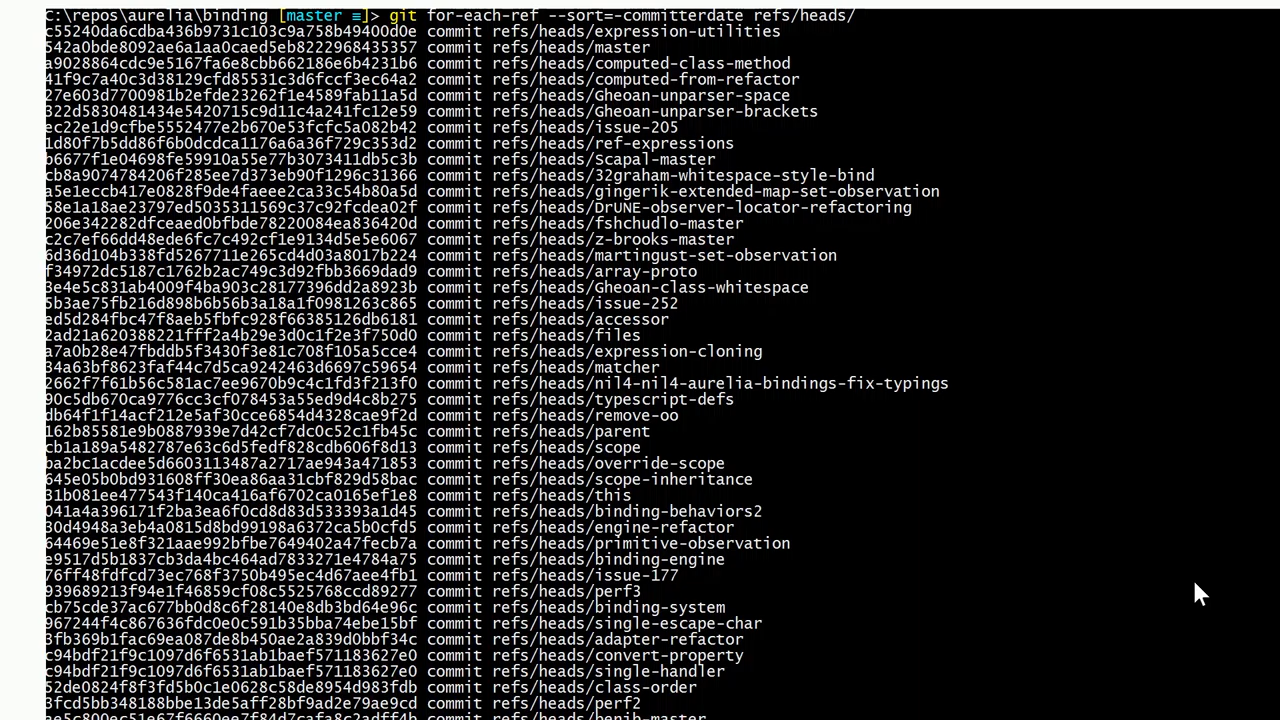 C:\repos\aurelia\binding [master ≡]> git for-each-ref --sort=-committerdate refs/heads/
c55240da6cdba436b9731c103c9a758b49400d0e commit refs/heads/expression-utilities
542a0bde8092ae6a1aa0caed5eb8222968435357 commit refs/heads/master
a9028864cdc9e5167fa6e8cbb662186e6b4231b6 commit refs/heads/computed-class-method
41f9c7a40c3d38129cfd85531c3d6fccf3ec64a2 commit refs/heads/computed-from-refactor
27e603d7700981b2efde23262f1e4589fab11a5d commit refs/heads/Gheoan-unparser-space
322d5830481434e5420715c9d11c4a241fc12e59 commit refs/heads/Gheoan-unparser-brackets
ec22e1d9cfbe5552477e2b670e53fcfc5a082b42 commit refs/heads/issue-205
1d80f7b5dd86f6b0dcdca1176a6a36f729c353d2 commit refs/heads/ref-expressions
b6677f1e04698fe59910a55e77b3073411db5c3b commit refs/heads/scapal-master
cb8a9074784206f285ee7d373eb90f1296c31366 commit refs/heads/32graham-whitespace-style-bind
a5e1eccb417e0828f9de4faeee2ca33c54b80a5d commit refs/heads/gingerik-extended-map-set-observation
58e1a18ae23797ed5035311569c37c92fcdea02f commit refs/heads/DrUNE-observer-locator-refactoring
206e342282dfceaed0bfbde78220084ea836420d commit refs/heads/fshchudlo-master
c2c7ef66dd48ede6fc7c492cf1e9134d5e5e6067 commit refs/heads/z-brooks-master
6d36d104b338fd5267711e265cd4d03a8017b224 commit refs/heads/martingust-set-observation
f34972dc5187c1762b2ac749c3d92fbb3669dad9 commit refs/heads/array-proto
3e4e5c831ab4009f4ba903c28177396dd2a8923b commit refs/heads/Gheoan-class-whitespace
5b3ae75fb216d898b6b56b3a18a1f0981263c865 commit refs/heads/issue-252
ed5d284fbc47f8aeb5fbfc928f66385126db6181 commit refs/heads/accessor
2ad21a620388221fff2a4b29e3d0c1f2e3f750d0 commit refs/heads/files
a7a0b28e47fbddb5f3430f3e81c708f105a5cce4 commit refs/heads/expression-cloning
34a63bf8623faf44c7d5ca9242463d6697c59654 commit refs/heads/matcher
2662f7f61b56c581ac7ee9670b9c4c1fd3f213f0 commit refs/heads/nil4-nil4-aurelia-bindings-fix-typings
90c5db670ca9776cc3cf078453a55ed9d4c8b275 commit refs/heads/typescript-defs
db64f1f14acf212e5af30cce6854d4328cae9f2d commit refs/heads/remove-oo
162b85581e9b0887939e7d42cf7dc0c52c1fb45c commit refs/heads/parent
cb1a189a5482787e63c6d5fedf828cdb606f8d13 commit refs/heads/scope
ba2bc1acdee5d6603113487a2717ae943a471853 commit refs/heads/override-scope
645e05b0bd931608ff30ea86aa31cbf829d58bac commit refs/heads/scope-inheritance
31b081ee477543f140ca416af6702ca0165ef1e8 commit refs/heads/this
041a4a396171f2ba3ea6f0cd8d83d533393a1d45 commit refs/heads/binding-behaviors2
30d4948a3eb4a0815d8bd99198a6372ca5b0cfd5 commit refs/heads/engine-refactor
64469e51e8f321aae992bfbe7649402a47fecb7a commit refs/heads/primitive-observation
e9517d5b1837cb3da4bc464ad7833271e4784a75 commit refs/heads/binding-engine
76ff48fdfcd73ec768f3750b495ec4d67aee4fb1 commit refs/heads/issue-177
939689213f94e1f46859cf08c5525768ccd89277 commit refs/heads/perf3
cb75cde37ac677bb0d8c6f28140e8db3bd64e96c commit refs/heads/binding-system
967244f4c867636fdc0e0c591b35bba74ebe15bf commit refs/heads/single-escape-char
3fb369b1fac69ea087de8b450ae2a839d0bbf34c commit refs/heads/adapter-refactor
c94bdf21f9c1097d6f6531ab1baef571183627e0 commit refs/heads/convert-property
c94bdf21f9c1097d6f6531ab1baef571183627e0 commit refs/heads/single-handler
52de0824f8f3fd5b0c1e0628c58de8954d983fdb commit refs/heads/class-order
3fcd5bb348188bbe13de5aff28bf9ad2e79ae9cd commit refs/heads/perf2
commit